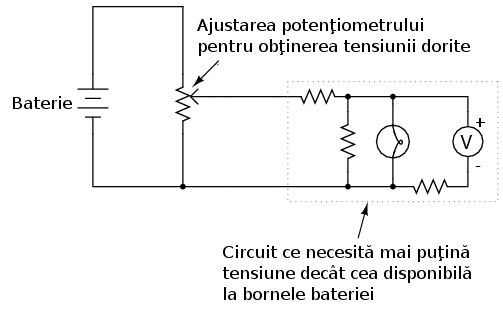 Ajustarea potenţiometrului
pentru obţinerea tensiunii dorite
Baterie
+
V
-
Circuit ce necesită mai puţină
tensiune decât cea disponibilă
la bornele bateriei